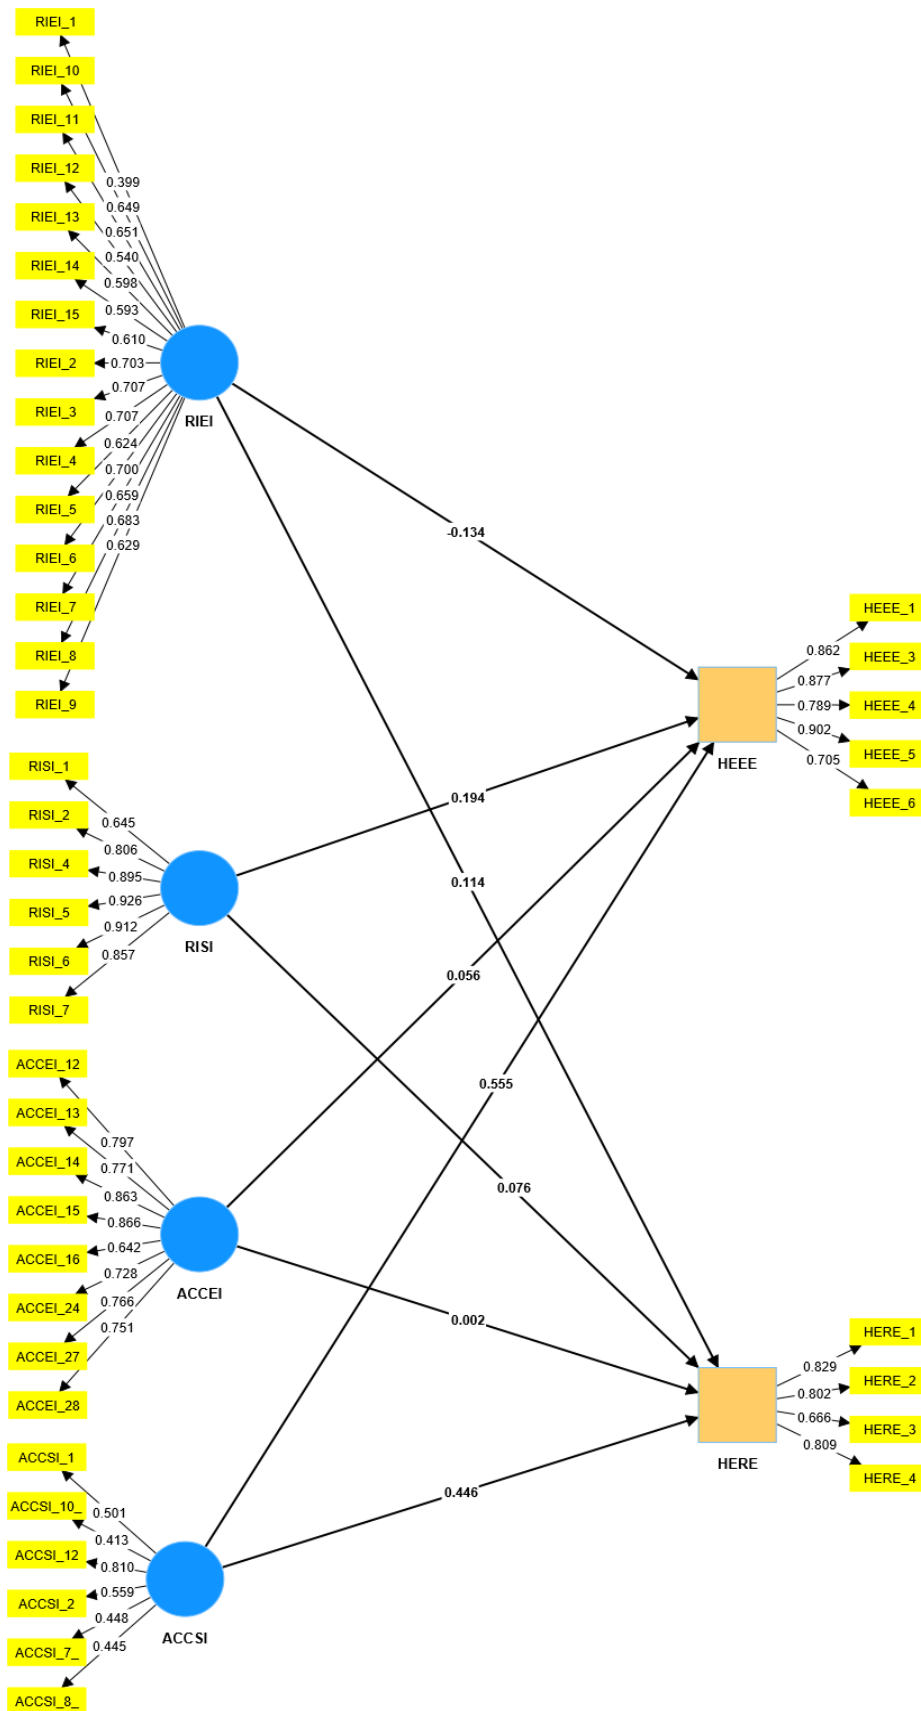 RIEI_1
RIEI_10
RIEI_11
RIEI_12
RIEI_13
RIEI_14
RIEI_15
RIEI_2
RIEI_3
RIEI_4
RIEI_5
RIEI_6
RIEI_7
RIEI_8
RIEI_9
0.399
0.649
0.651
0.540
0.598
0.593
0.610
0.703
0.707
0.707
0.624
0.700
0.659
0.683
0.629
RIEI
RISI_1
RISI_2
RISI_4
RISI_5
RISI_6
RISI_7
0.645
0.806
0.895
0.926
0.912
0.857
RISI
ACCEI_12
ACCEI_13
ACCEI_14
ACCEI_15
ACCEI_16
ACCEI_24
ACCEI_27
ACCEI_28
0.797
0.771
0.863
0.866
0.642
0.728
0.766
0.751
ACCEI
ACCSI_1
ACCSI_10_
ACCSI_12
ACCSI_2
ACCSI_7_
ACCSI_8_
0.501
0.413
0.810
0.559
0.448
0.445
ACCSI
-0.134
0.194
0.114
0.056
0.555
0.076
0.002
0.446
HEEE
0.862
0.877
0.789
0.902
0.705
HEEE_1
HEEE_3
HEEE_4
HEEE_5
HEEE_6
HERE
0.829
0.802
0.666
0.809
HERE_1
HERE_2
HERE_3
HERE_4